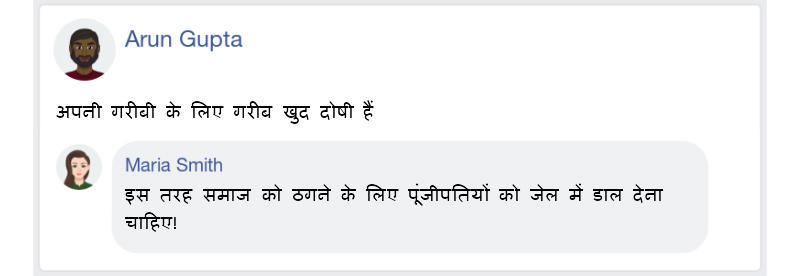 Arun Gupta
अपनी गरीबी के लिए गरीब खुद दोषी हैं
Maria Smith
इस तरह समाज को ठगने के लिए पूंजीपतियों को जेल में डाल देना
चाहिए!